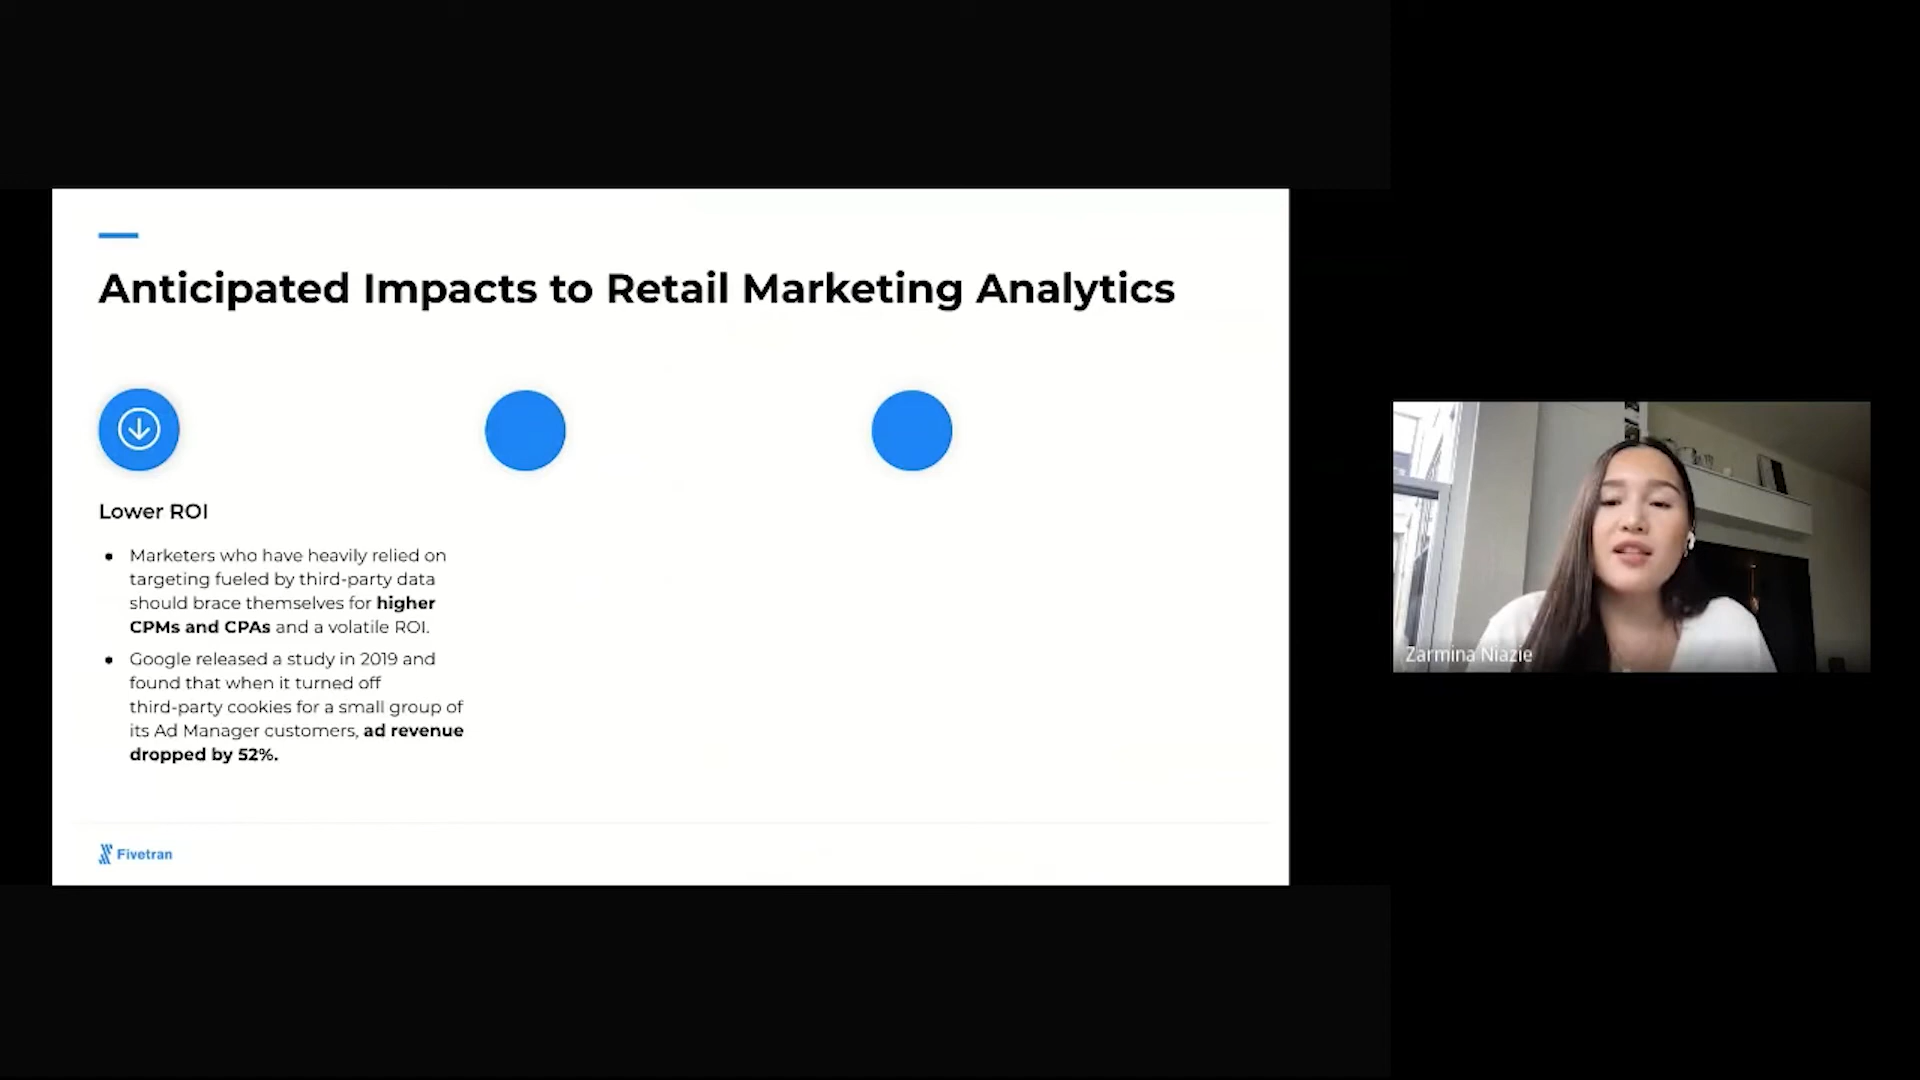 Anticipated Impacts to Retail Marketing Analytics
Lower ROI
Marketers who have heavily relied on
targeting fueled by third-party data
should brace themselves for higher
CPMs and CPAs and a volatile ROI.
Google released a study in 2019 and
found that when it turned off
third-party cookies for a small group of
its Ad Manager customers, ad revenue
dropped by 52%.
Fivetran
Zarmina Niazie